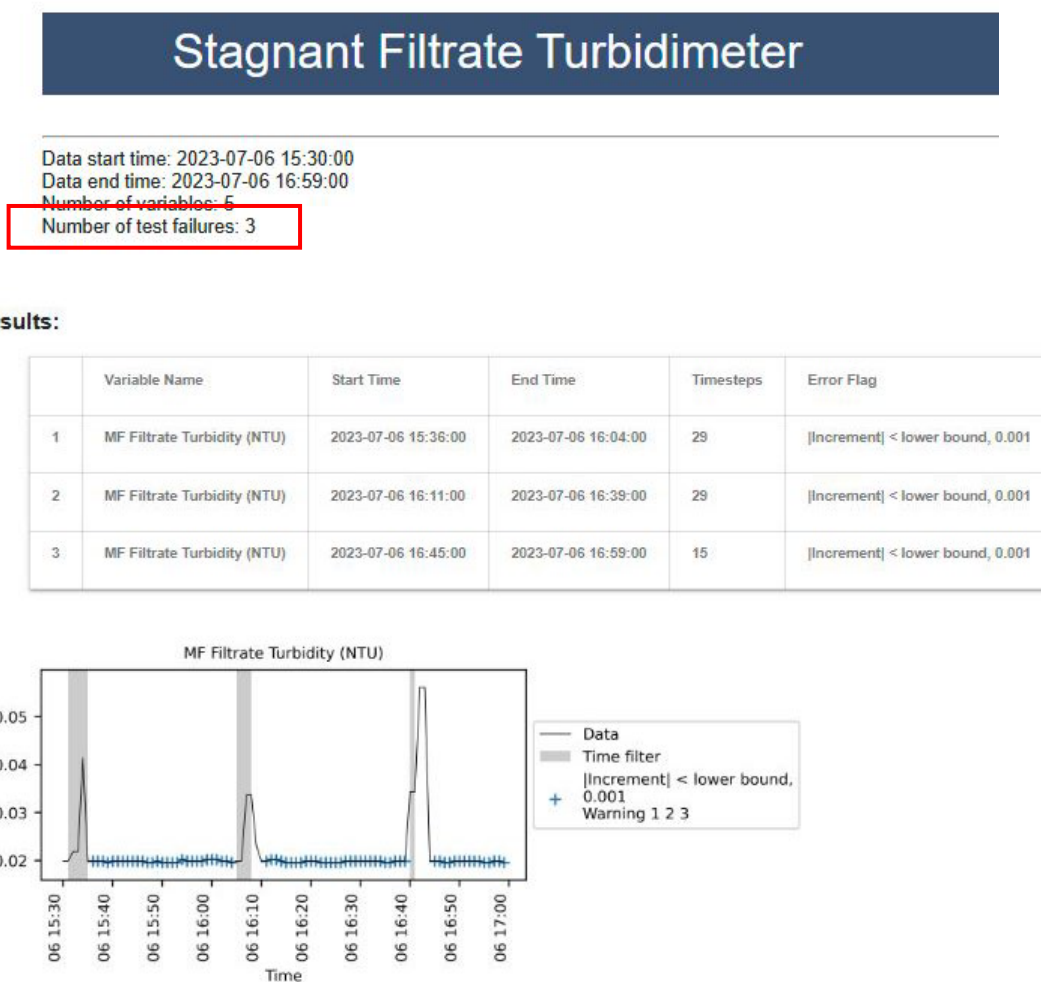 Stagnant Filtrate Turbidimeter
Data start time: 2023-07-06 15:30:00
Data end time: 2023-07-06 16:59:00
Number of variables: 5
Number of test failures: 3
sults:
Variable Name Start Time End Time Timesteps Error Flag
1 MF Filtrate Turbidity (NTU) 2023-07-06 15:36:00 2023-07-06 16:04:00 29 |Increment| < lower bound, 0.001
2 MF Filtrate Turbidity (NTU) 2023-07-06 16:11:00 2023-07-06 16:39:00 29 |Increment| < lower bound, 0.001
3 MF Filtrate Turbidity (NTU) 2023-07-06 16:45:00 2023-07-06 16:59:00 15 |Increment| < lower bound, 0.001
MF Filtrate Turbidity (NTU)
0.05
0.04
0.03
0.02
06 15:30
06 15:40
06 15:50
06 16:00
06 16:10
06 16:20
06 16:30
06 16:40
06 16:50
06 17:00
Time
Data
Time filter
|Increment| < lower bound,
0.001
Warning 1 2 3